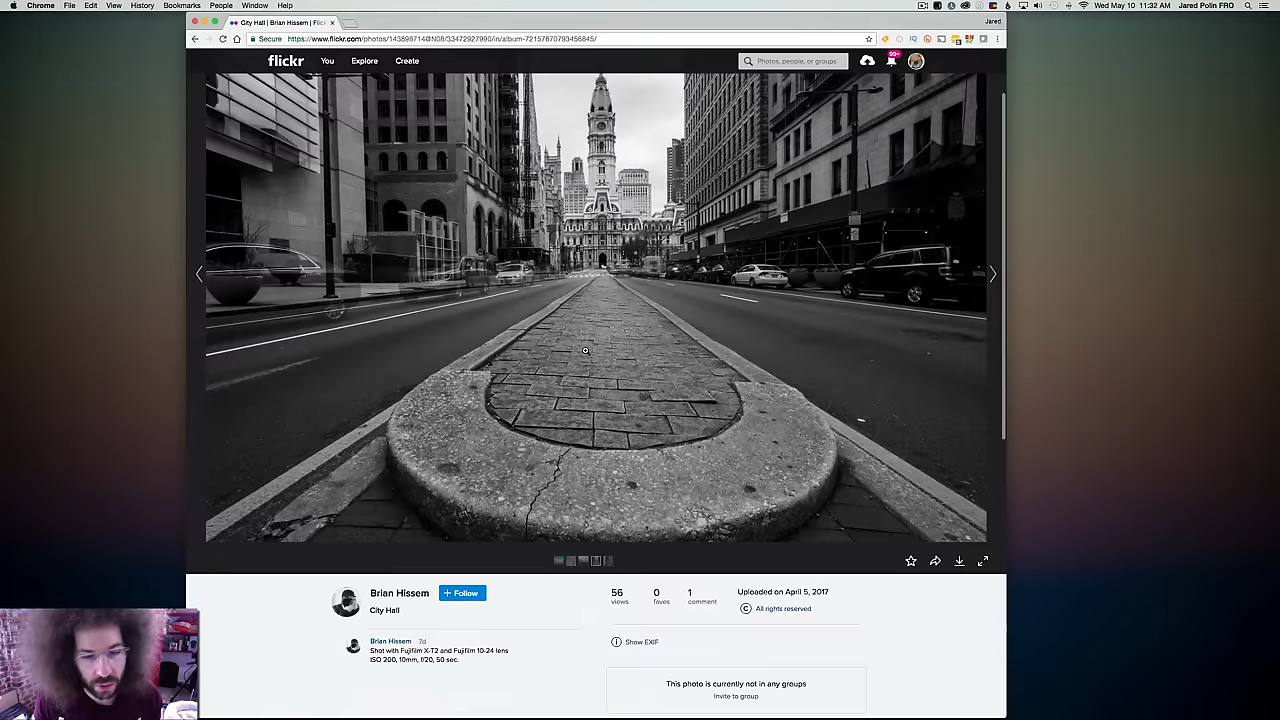 Chrome File Edit View History Bookmarks People Window Help
Wed May 10 11:32 AM Jared Polin FRO
City Hall | Brian Hissem | Flick
Jared
Secure https://www.flickr.com/photos/143898714@N08/33472927990/in/album-72157670793456845/
flickr You Explore Create
Photos, people, or groups
99+
Brian Hissem
+ Follow
City Hall
56 views
0 faves
1 comment
Uploaded on April 5, 2017
© All rights reserved
Brian Hissem 7d
Shot with Fujifilm X-T2 and Fujifilm 10-24 lens
ISO 200, 10mm, f/20, 50 sec.
Show EXIF
This photo is currently not in any groups
Invite to group